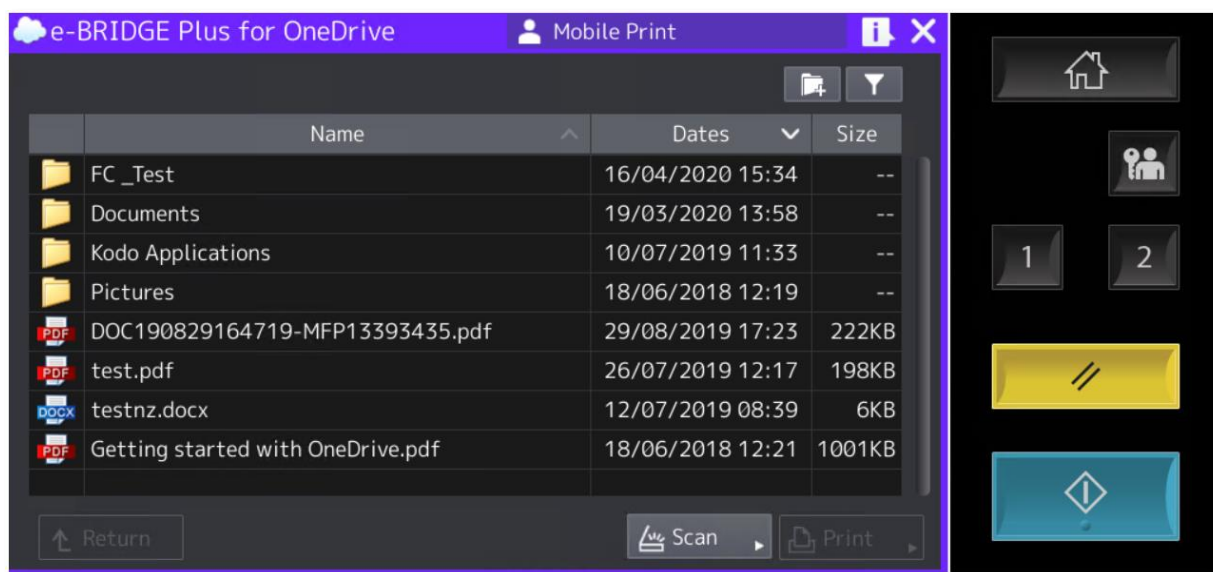 e-BRIDGE Plus for OneDrive Mobile Print i
Name Dates Size
FC _Test 16/04/2020 15:34 --
Documents 19/03/2020 13:58 --
Kodo Applications 10/07/2019 11:33 --
Pictures 18/06/2018 12:19 --
PDF DOC190829164719-MFP13393435.pdf 29/08/2019 17:23 222KB
PDF test.pdf 26/07/2019 12:17 198KB
DOCX testnz.docx 12/07/2019 08:39 6KB
PDF Getting started with OneDrive.pdf 18/06/2018 12:21 1001KB
Return Scan Print
1 2